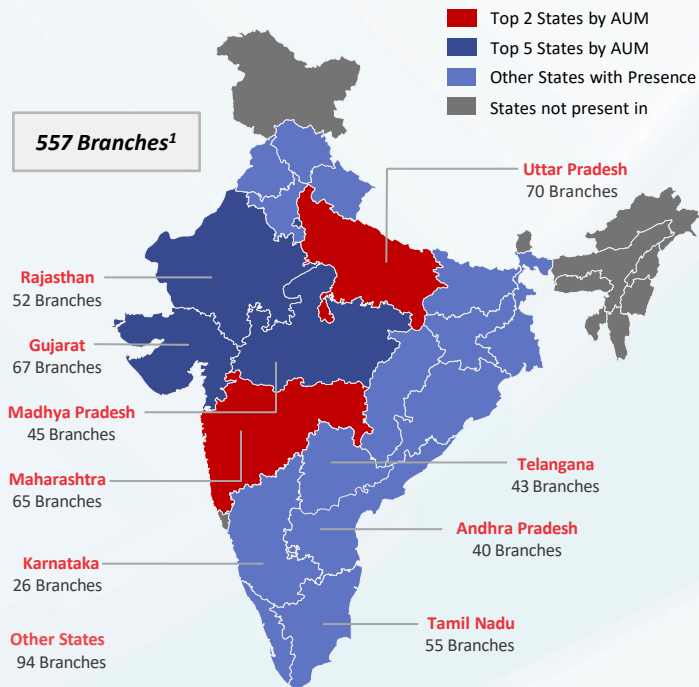 Top 2 States by AUM
Top 5 States by AUM
Other States with Presence
States not present in
557 Branches¹
Uttar Pradesh
70 Branches
Rajasthan
52 Branches
Gujarat
67 Branches
Madhya Pradesh
45 Branches
Maharashtra
65 Branches
Telangana
43 Branches
Andhra Pradesh
40 Branches
Karnataka
26 Branches
Tamil Nadu
55 Branches
Other States
94 Branches